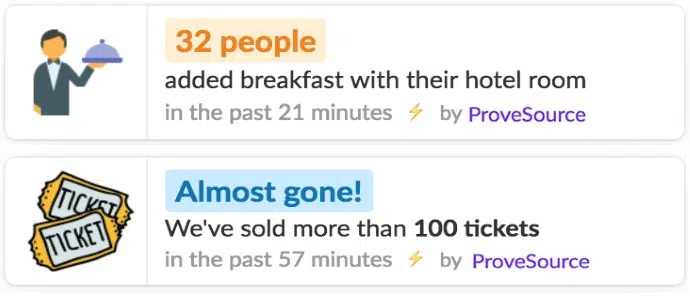 32 people
added breakfast with their hotel room
in the past 21 minutes ⚡ by ProveSource
TICKET
TICKET
Almost gone!
We've sold more than 100 tickets
in the past 57 minutes ⚡ by ProveSource